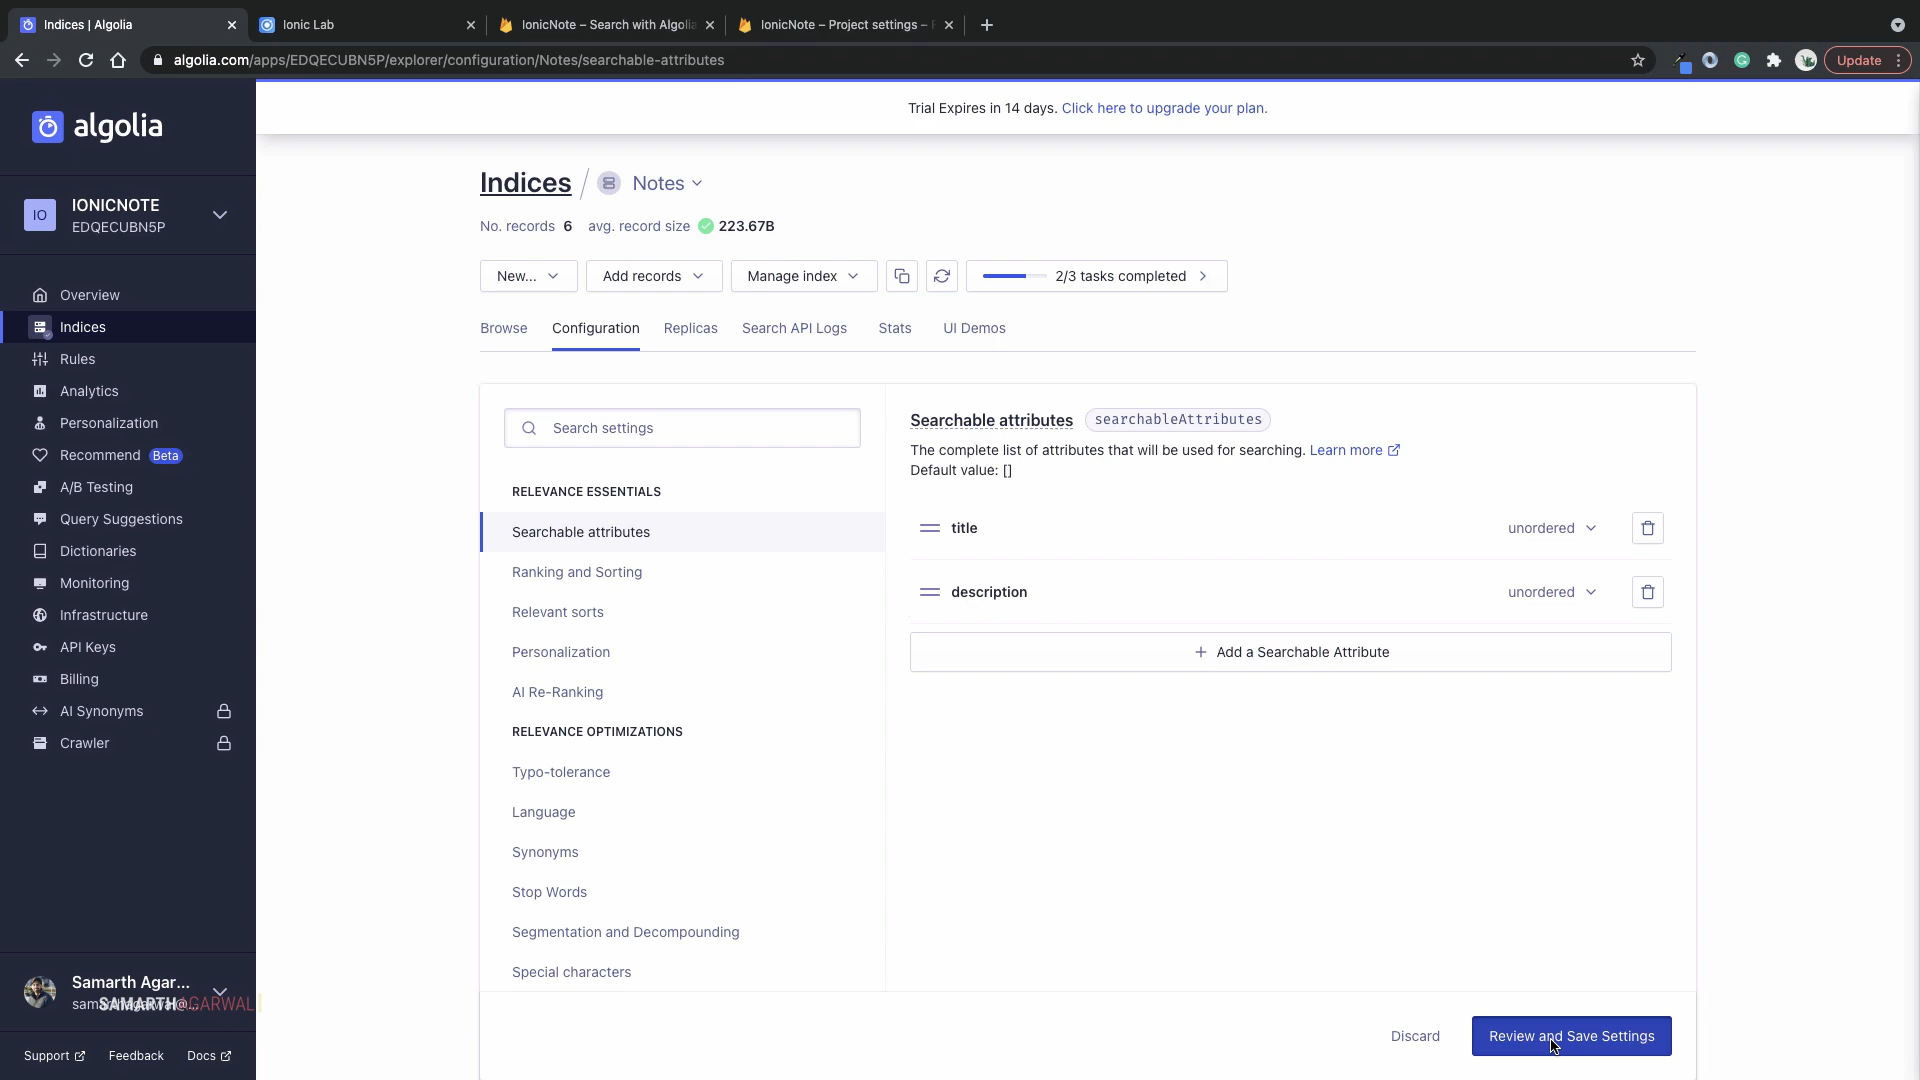 Indices | Algolia
Ionic Lab
IonicNote – Search with Algolia
IonicNote – Project settings –
algolia.com/apps/EDQECUBN5P/explorer/configuration/Notes/searchable-attributes
Update
algolia
Trial Expires in 14 days. Click here to upgrade your plan.
IO
IONICNOTE
EDQECUBN5P
Overview
Indices
Rules
Analytics
Personalization
Recommend Beta
A/B Testing
Query Suggestions
Dictionaries
Monitoring
Infrastructure
API Keys
Billing
AI Synonyms
Crawler
Samarth Agar...
SAMARTHAGARWAL
Support
Feedback
Docs
Indices / Notes
No. records 6 avg. record size 223.67B
New...
Add records
Manage index
2/3 tasks completed
Browse
Configuration
Replicas
Search API Logs
Stats
UI Demos
Search settings
RELEVANCE ESSENTIALS
Searchable attributes
Ranking and Sorting
Relevant sorts
Personalization
AI Re-Ranking
RELEVANCE OPTIMIZATIONS
Typo-tolerance
Language
Synonyms
Stop Words
Segmentation and Decompounding
Special characters
Searchable attributes searchableAttributes
The complete list of attributes that will be used for searching. Learn more
Default value: []
title unordered
description unordered
Add a Searchable Attribute
Discard
Review and Save Settings